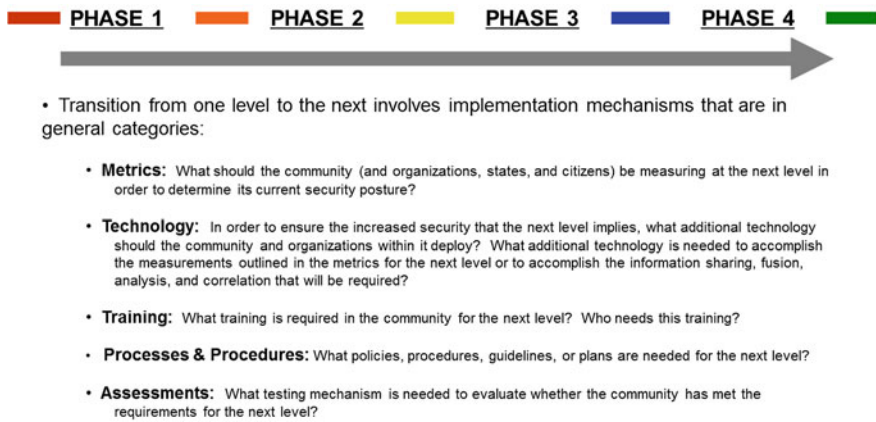 PHASE 1 PHASE 2 PHASE 3 PHASE 4
• Transition from one level to the next involves implementation mechanisms that are in
general categories:
• Metrics: What should the community (and organizations, states, and citizens) be measuring at the next level in
order to determine its current security posture?
• Technology: In order to ensure the increased security that the next level implies, what additional technology
should the community and organizations within it deploy? What additional technology is needed to accomplish
the measurements outlined in the metrics for the next level or to accomplish the information sharing, fusion,
analysis, and correlation that will be required?
• Training: What training is required in the community for the next level? Who needs this training?
• Processes & Procedures: What policies, procedures, guidelines, or plans are needed for the next level?
• Assessments: What testing mechanism is needed to evaluate whether the community has met the
requirements for the next level?